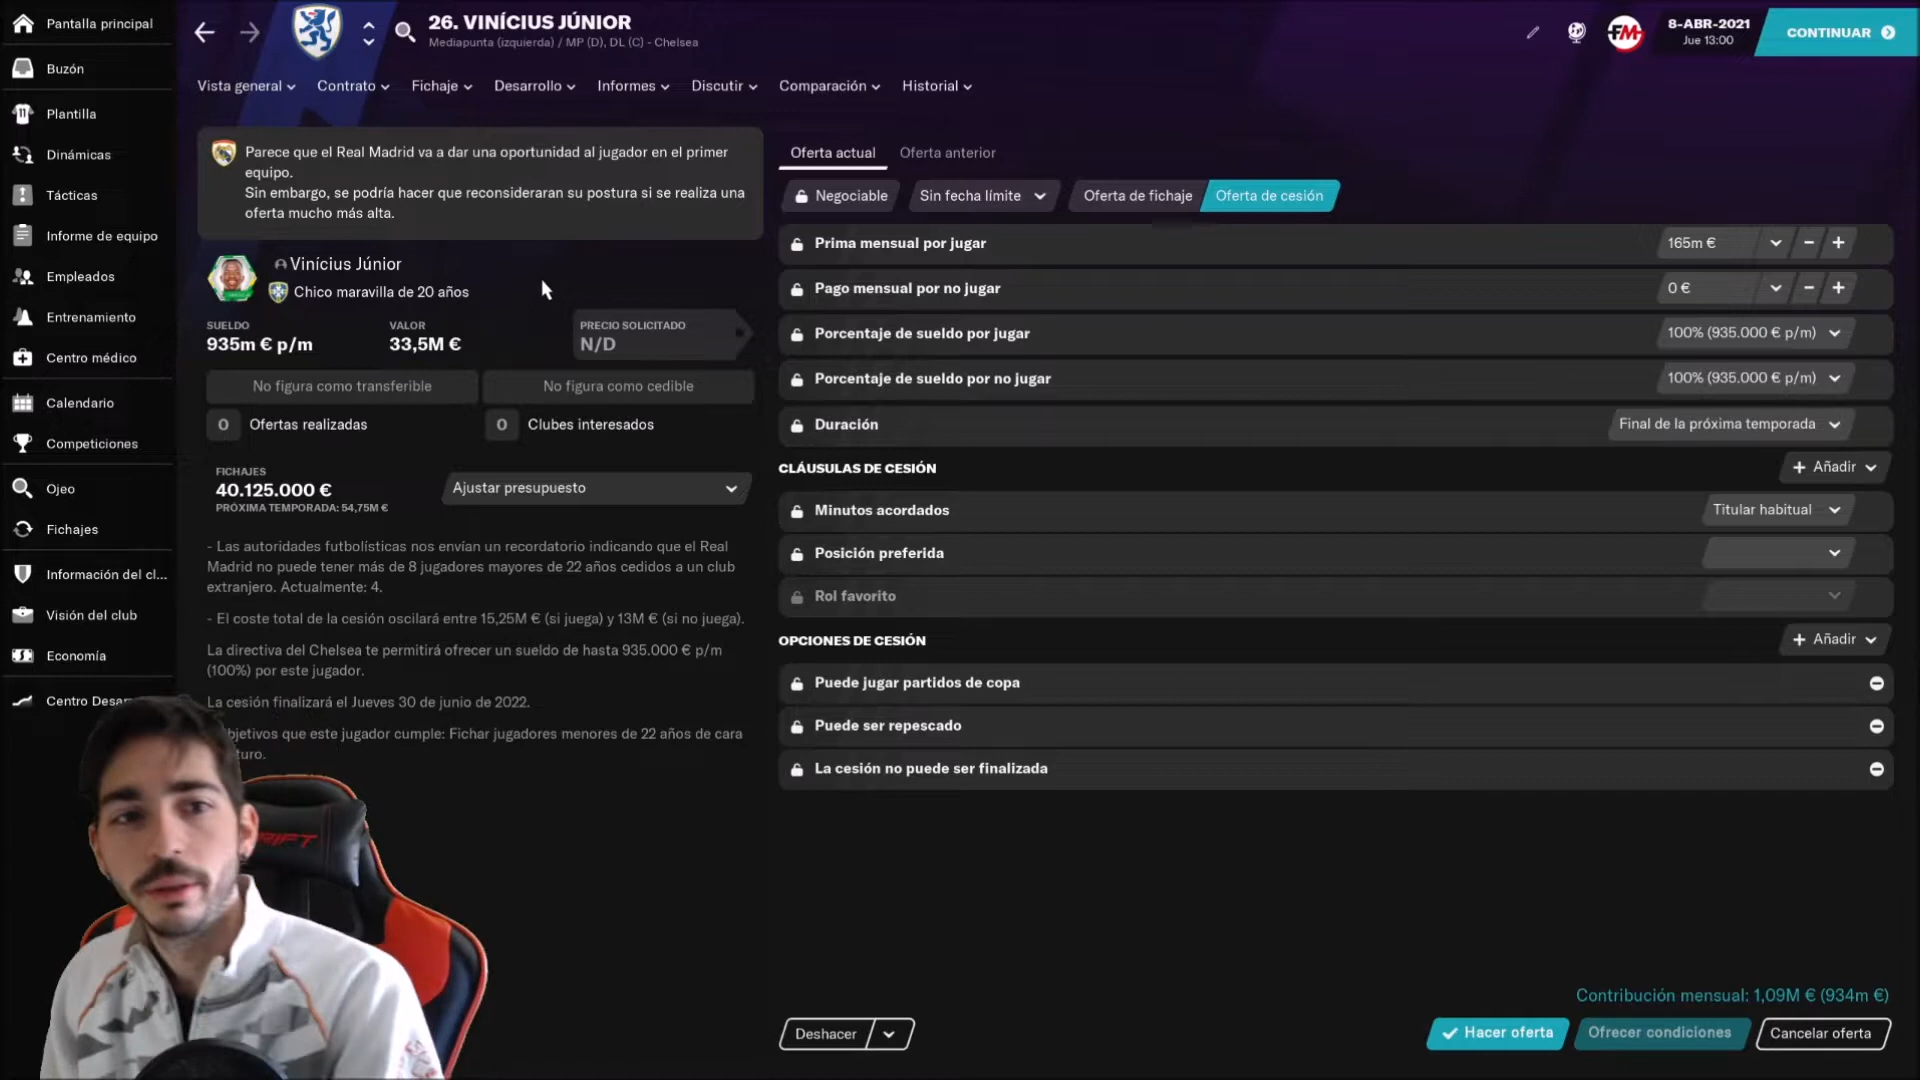 Pantalla principal
Buzón
Plantilla
Dinámicas
Tácticas
Informe de equipo
Empleados
Entrenamiento
Centro médico
Calendario
Competiciones
Ojeo
Fichajes
Información del cl...
Visión del club
Economía
Centro Desar
26. VINÍCIUS JÚNIOR
Mediapunta (izquierda) / MP (D), DL (C) - Chelsea
FM
8-ABR-2021
Jue 13:00
CONTINUAR
Vista general
Contrato
Fichaje
Desarrollo
Informes
Discutir
Comparación
Historial
Parece que el Real Madrid va a dar una oportunidad al jugador en el primer
equipo.
Sin embargo, se podría hacer que reconsideraran su postura si se realiza una
oferta mucho más alta.
Vinícius Júnior
Chico maravilla de 20 años
SUELDO
935m € p/m
VALOR
33,5M €
PRECIO SOLICITADO
N/D
No figura como transferible
No figura como cedible
0 Ofertas realizadas
0 Clubes interesados
FICHAJES
40.125.000 €
PRÓXIMA TEMPORADA: 54,75M €
Ajustar presupuesto
- Las autoridades futbolísticas nos envían un recordatorio indicando que el Real
Madrid no puede tener más de 8 jugadores mayores de 22 años cedidos a un club
extranjero. Actualmente: 4.
- El coste total de la cesión oscilará entre 15,25M € (si juega) y 13M € (si no juega).
La directiva del Chelsea te permitirá ofrecer un sueldo de hasta 935.000 € p/m
(100%) por este jugador.
La cesión finalizará el Jueves 30 de junio de 2022.
bjetivos que este jugador cumple: Fichar jugadores menores de 22 años de cara
turo.
Oferta actual
Oferta anterior
Negociable
Sin fecha límite
Oferta de fichaje
Oferta de cesión
Prima mensual por jugar
165m €
Pago mensual por no jugar
0 €
Porcentaje de sueldo por jugar
100% (935.000 € p/m)
Porcentaje de sueldo por no jugar
100% (935.000 € p/m)
Duración
Final de la próxima temporada
CLÁUSULAS DE CESIÓN
+ Añadir
Minutos acordados
Titular habitual
Posición preferida
Rol favorito
OPCIONES DE CESIÓN
+ Añadir
Puede jugar partidos de copa
Puede ser repescado
La cesión no puede ser finalizada
Contribución mensual: 1,09M € (934m €)
Deshacer
Hacer oferta
Ofrecer condiciones
Cancelar oferta